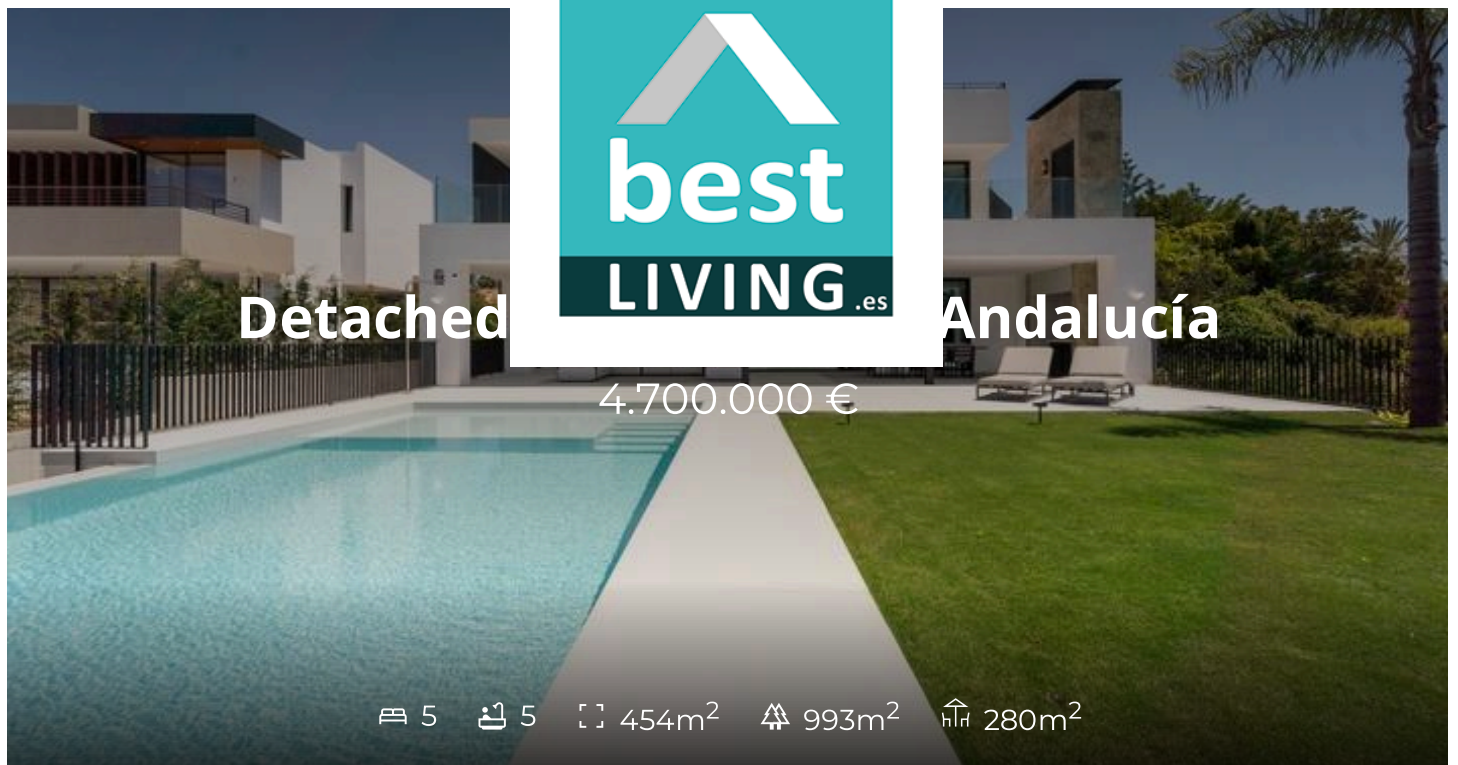 best
LIVING.es
Detached Andalucía
4.700.000 €
5 5 454m² 993m² 280m²